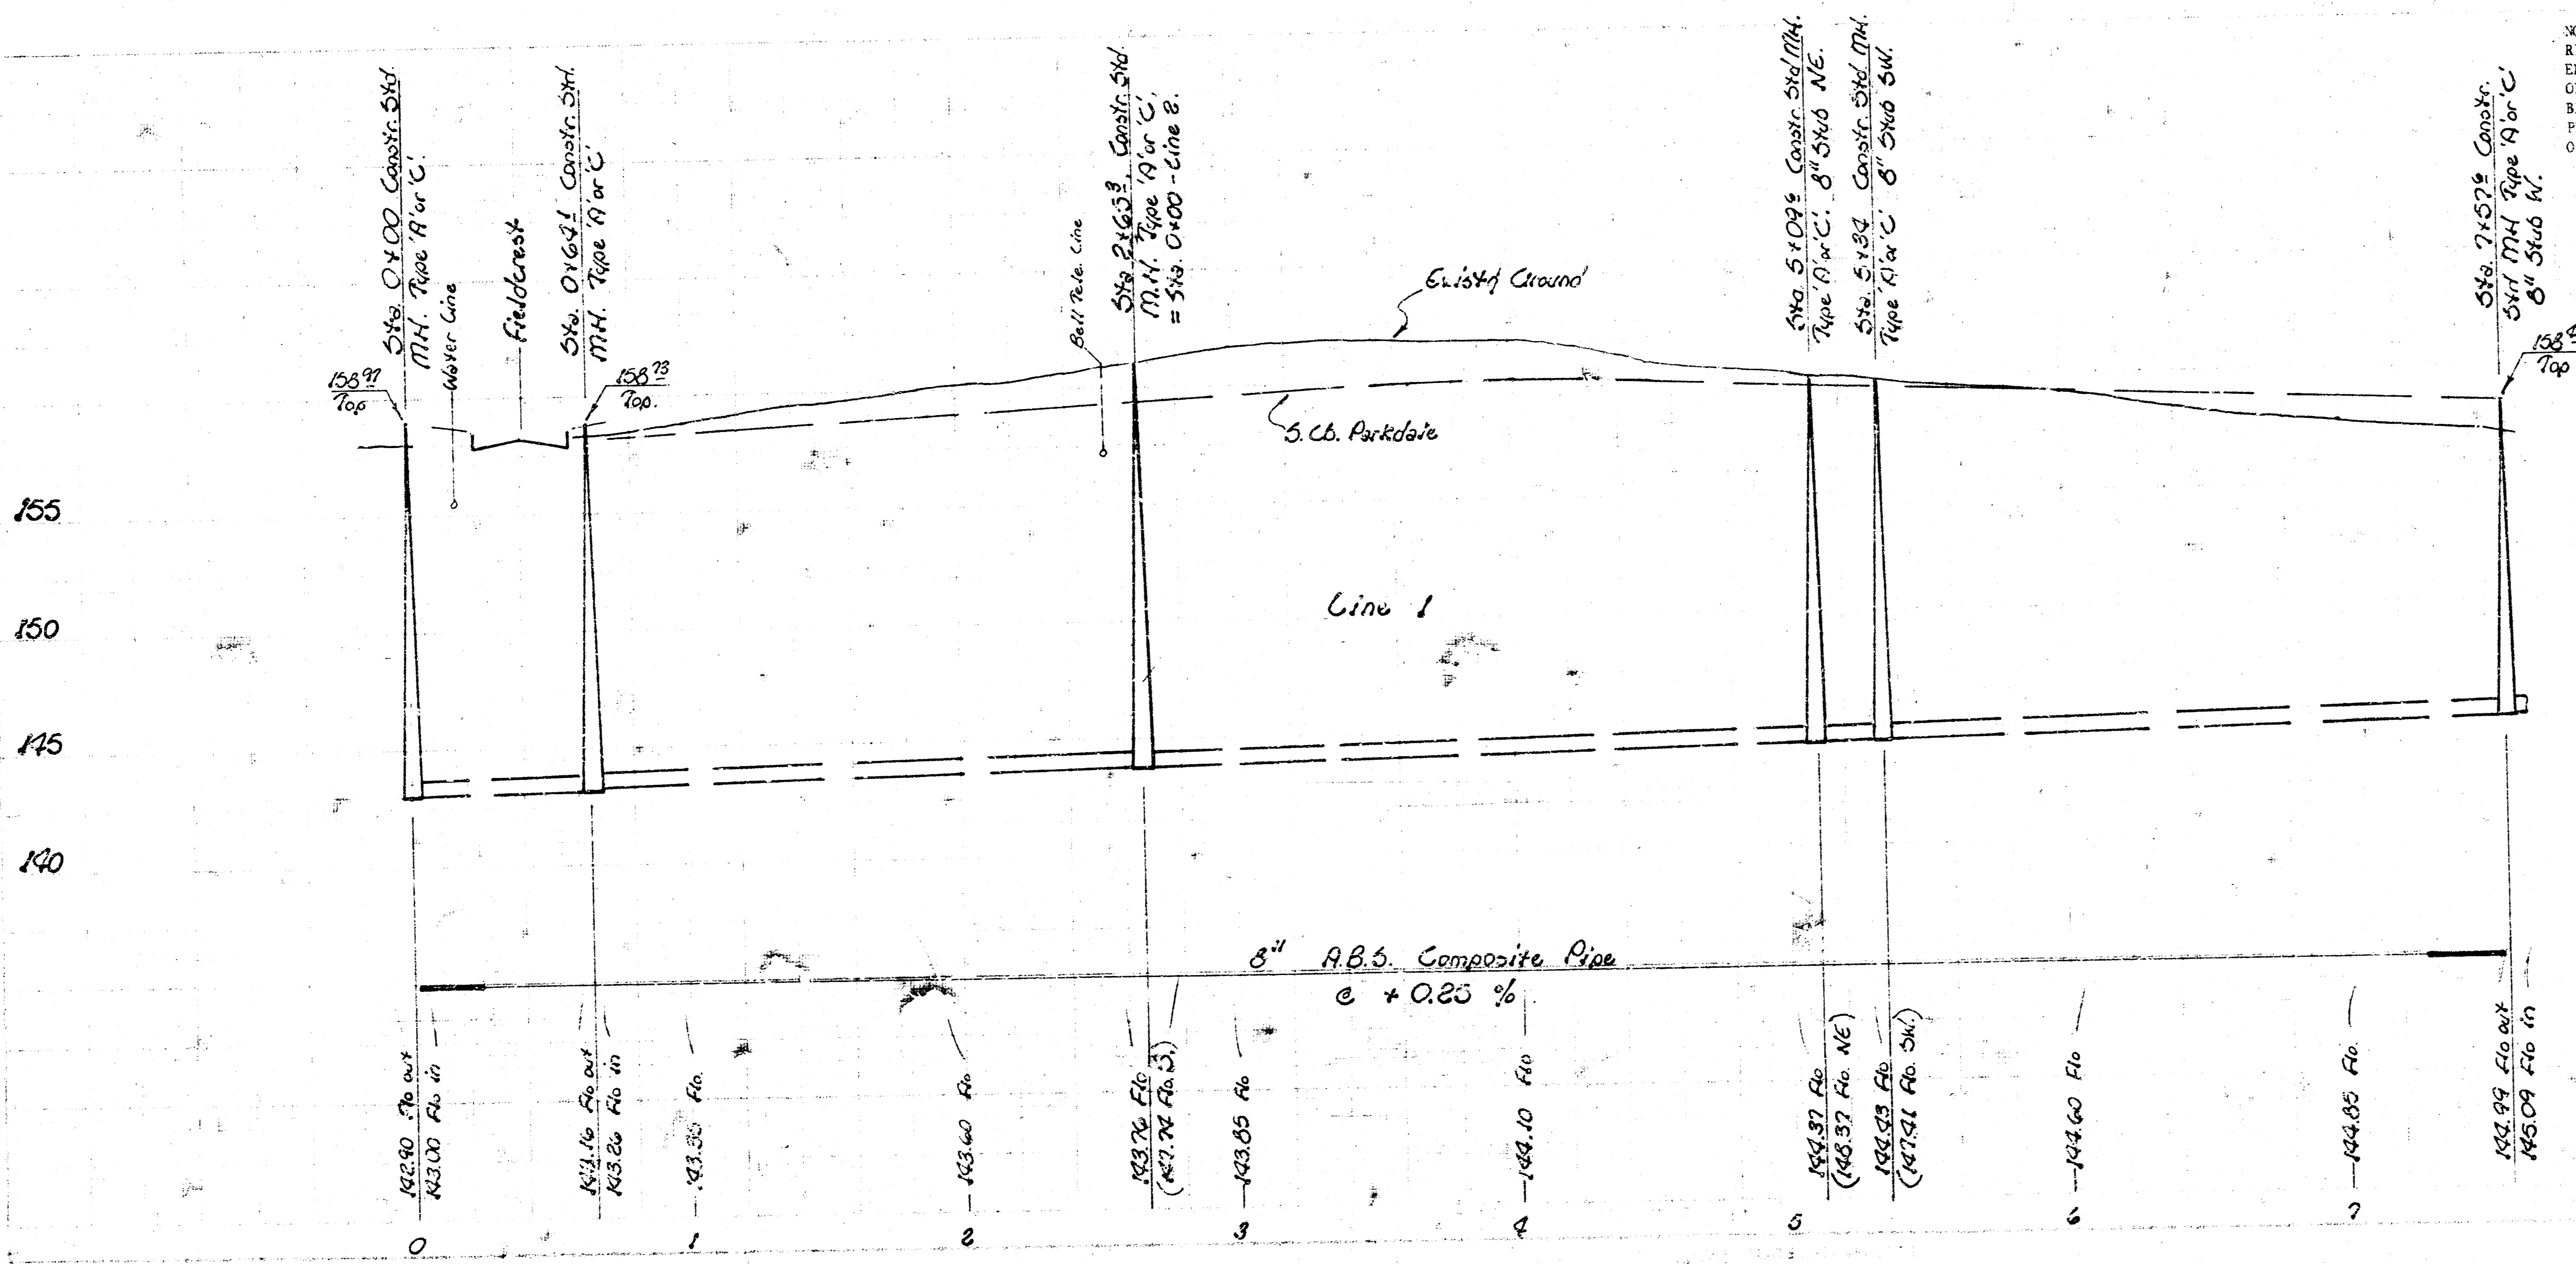 Sta. 0+00 Constr. Std.
MH. Type 'A' or 'C'.
Water Line
Fieldcrest
Sta. 0+64.1 Constr. Std.
MH. Type 'A' or 'C'
Bell Tele. Line
Sta. 2+65.3, Constr. Std.
M.H. Type 'A' or 'C',
= Sta. 0+00 - Line 2.
Sta. 5+09.6 Constr. Std MH.
Type 'A' or 'C'. 8" Stub NE.
Sta. 5+34 Constr. Std. MH.
Type 'A' or 'C' 8" Stub SW.
Sta. 7+57.6 Constr.
Std MH Type 'A' or 'C'
8" Stub W.
158.97
Top
158.73
Top.
Top
Exist'g Ground
S. Cb. Parkdale
155
150
145
140
Line 1
8" A.B.S. Composite Pipe
@ + 0.25 %
142.90 Flo out
143.00 Flo in
Flo out
143.26 Flo in
143.35 Flo.
143.60 Flo
143.76 Flo
(147.74 Flo. S.)
143.85 Flo
144.10 Flo
144.37 Flo
(148.37 Flo. NE)
144.43 Flo
(147.41 Flo. SW.)
144.60 Flo
144.85 Flo.
144.99 Flo out
145.09 Flo in
0
1
2
3
4
5
6
7